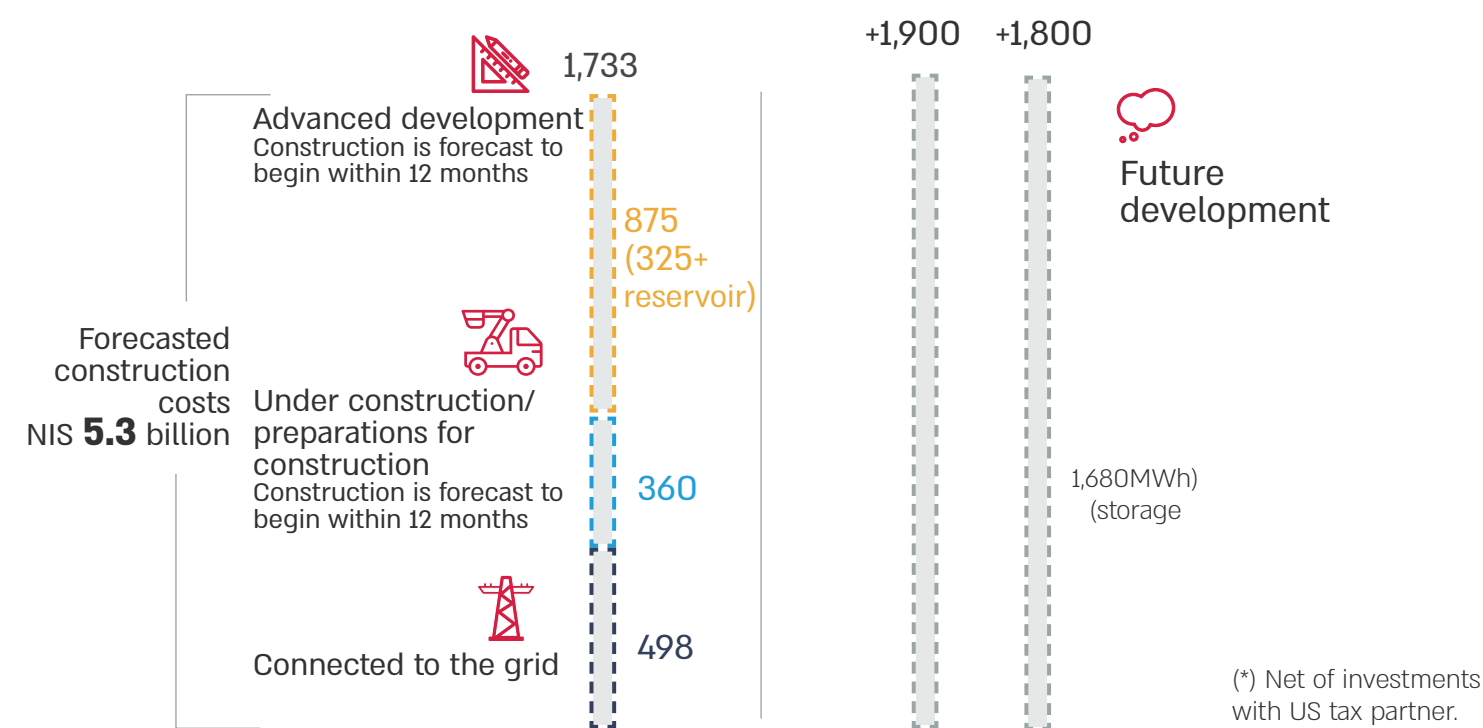 +1,900
+1,800
1,733
Advanced development
Construction is forecast to
begin within 12 months
875
(325+
reservoir)
Future
development
Forecasted
construction
costs
NIS 5.3 billion
Under construction/
preparations for
construction
Construction is forecast to
begin within 12 months
360
1,680MWh)
(storage
Connected to the grid
498
(*) Net of investments
with US tax partner.